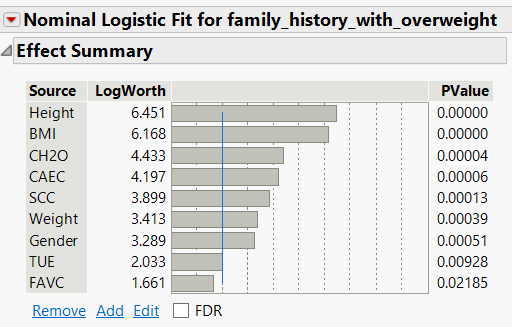 Nominal Logistic Fit for family_history_with_overweight
Effect Summary
Source LogWorth PValue
Height 6.451 0.00000
BMI 6.168 0.00000
CH2O 4.433 0.00004
CAEC 4.197 0.00006
SCC 3.899 0.00013
Weight 3.413 0.00039
Gender 3.289 0.00051
TUE 2.033 0.00928
FAVC 1.661 0.02185
Remove Add Edit FDR